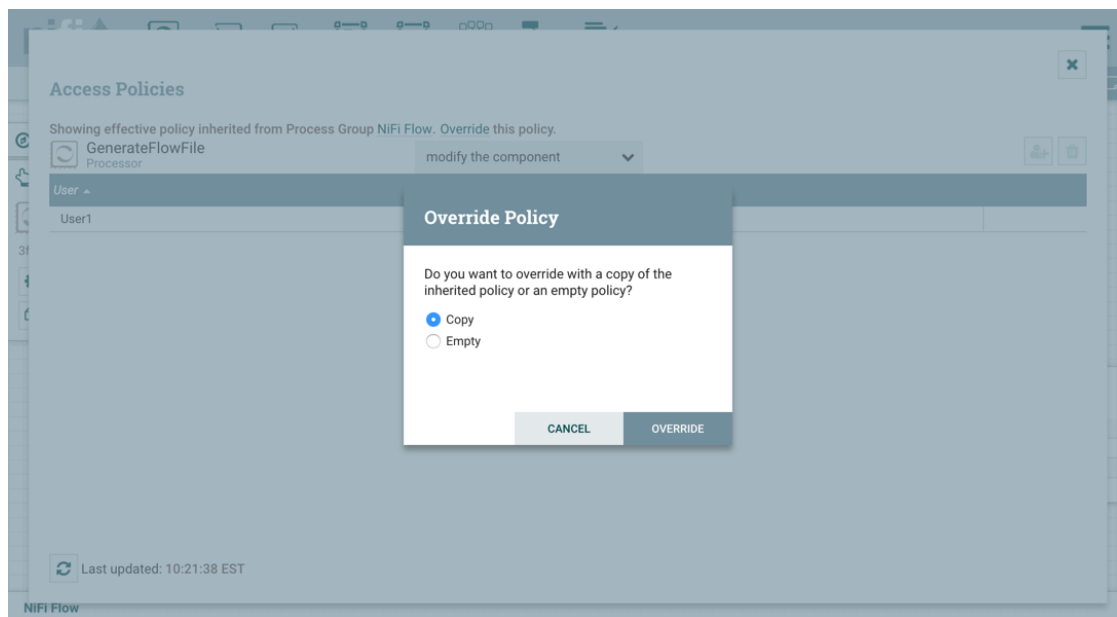 nifi
Access Policies
Showing effective policy inherited from Process Group NiFi Flow. Override this policy.
GenerateFlowFile
Processor
modify the component
User
User1
Override Policy
Do you want to override with a copy of the
inherited policy or an empty policy?
Copy
Empty
CANCEL
OVERRIDE
Last updated: 10:21:38 EST
NiFi Flow